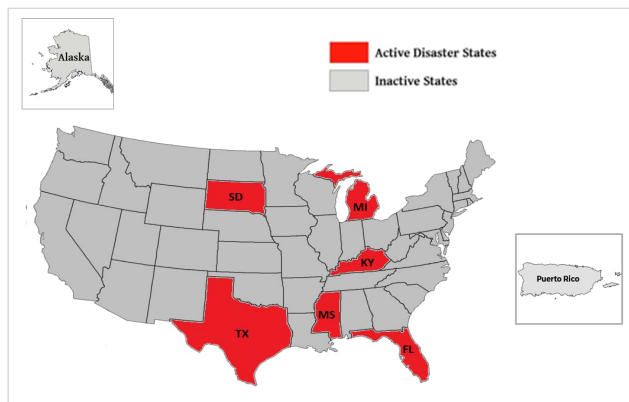 Alaska
Active Disaster States
Inactive States
SD
MI
KY
Puerto Rico
MS
TX
FL